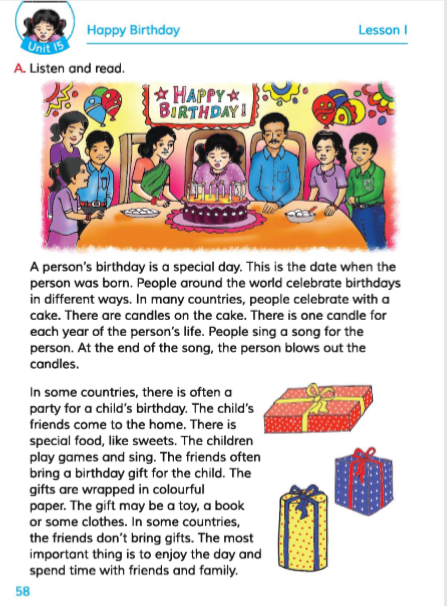 Happy Birthday
Lesson 1
Unit 15
A. Listen and read.
HAPPY
BIRTHDAY!
A person's birthday is a special day. This is the date when the
person was born. People around the world celebrate birthdays
in different ways. In many countries, people celebrate with a
cake. There are candles on the cake. There is one candle for
each year of the person's life. People sing a song for the
person. At the end of the song, the person blows out the
candles.
In some countries, there is often a
party for a child's birthday. The child's
friends come to the home. There is
special food, like sweets. The children
play games and sing. The friends often
bring a birthday gift for the child. The
gifts are wrapped in colourful
paper. The gift may be a toy, a book
or some clothes. In some countries,
the friends don't bring gifts. The most
important thing is to enjoy the day and
spend time with friends and family.
58